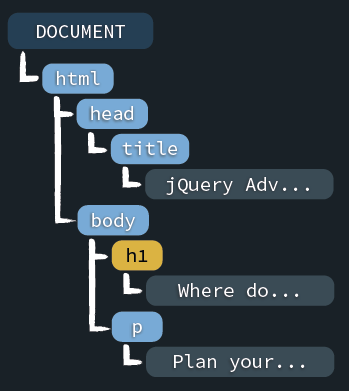 DOCUMENT
html
head
title
jQuery Adv...
body
h1
Where do...
p
Plan your...